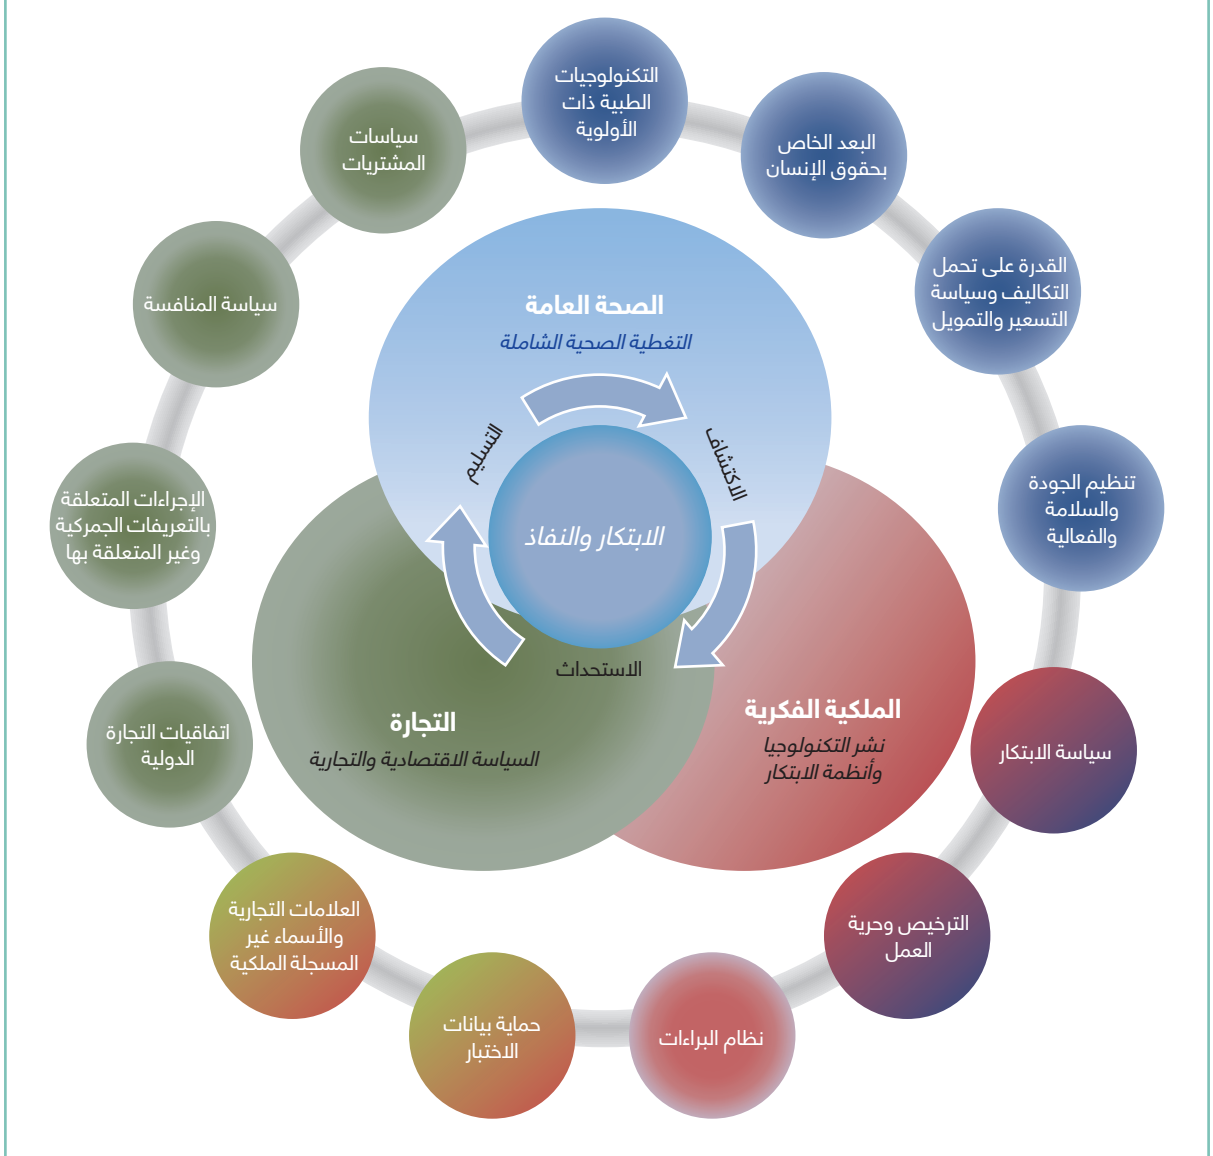 التكنولوجيات
الطبية ذات
الأولوية
البعد الخاص
بحقوق الإنسان
القدرة على تحمل
التكاليف وسياسة
التسعير والتمويل
تنظيم الجودة
والسلامة
والفعالية
سياسة الابتكار
الترخيص وحرية
العمل
نظام البراءات
حماية بيانات
الاختبار
العلامات التجارية
والأسماء غير
المسجلة الملكية
اتفاقيات التجارة
الدولية
الإجراءات المتعلقة
بالتعريفات الجمركية
وغير المتعلقة بها
سياسة المنافسة
سياسات
المشتريات
الصحة العامة
التغطية الصحية الشاملة
الاكتشاف
التسليم
الابتكار والنفاذ
الاستحداث
الملكية الفكرية
نشر التكنولوجيا
وأنظمة الابتكار
التجارة
السياسة الاقتصادية والتجارية